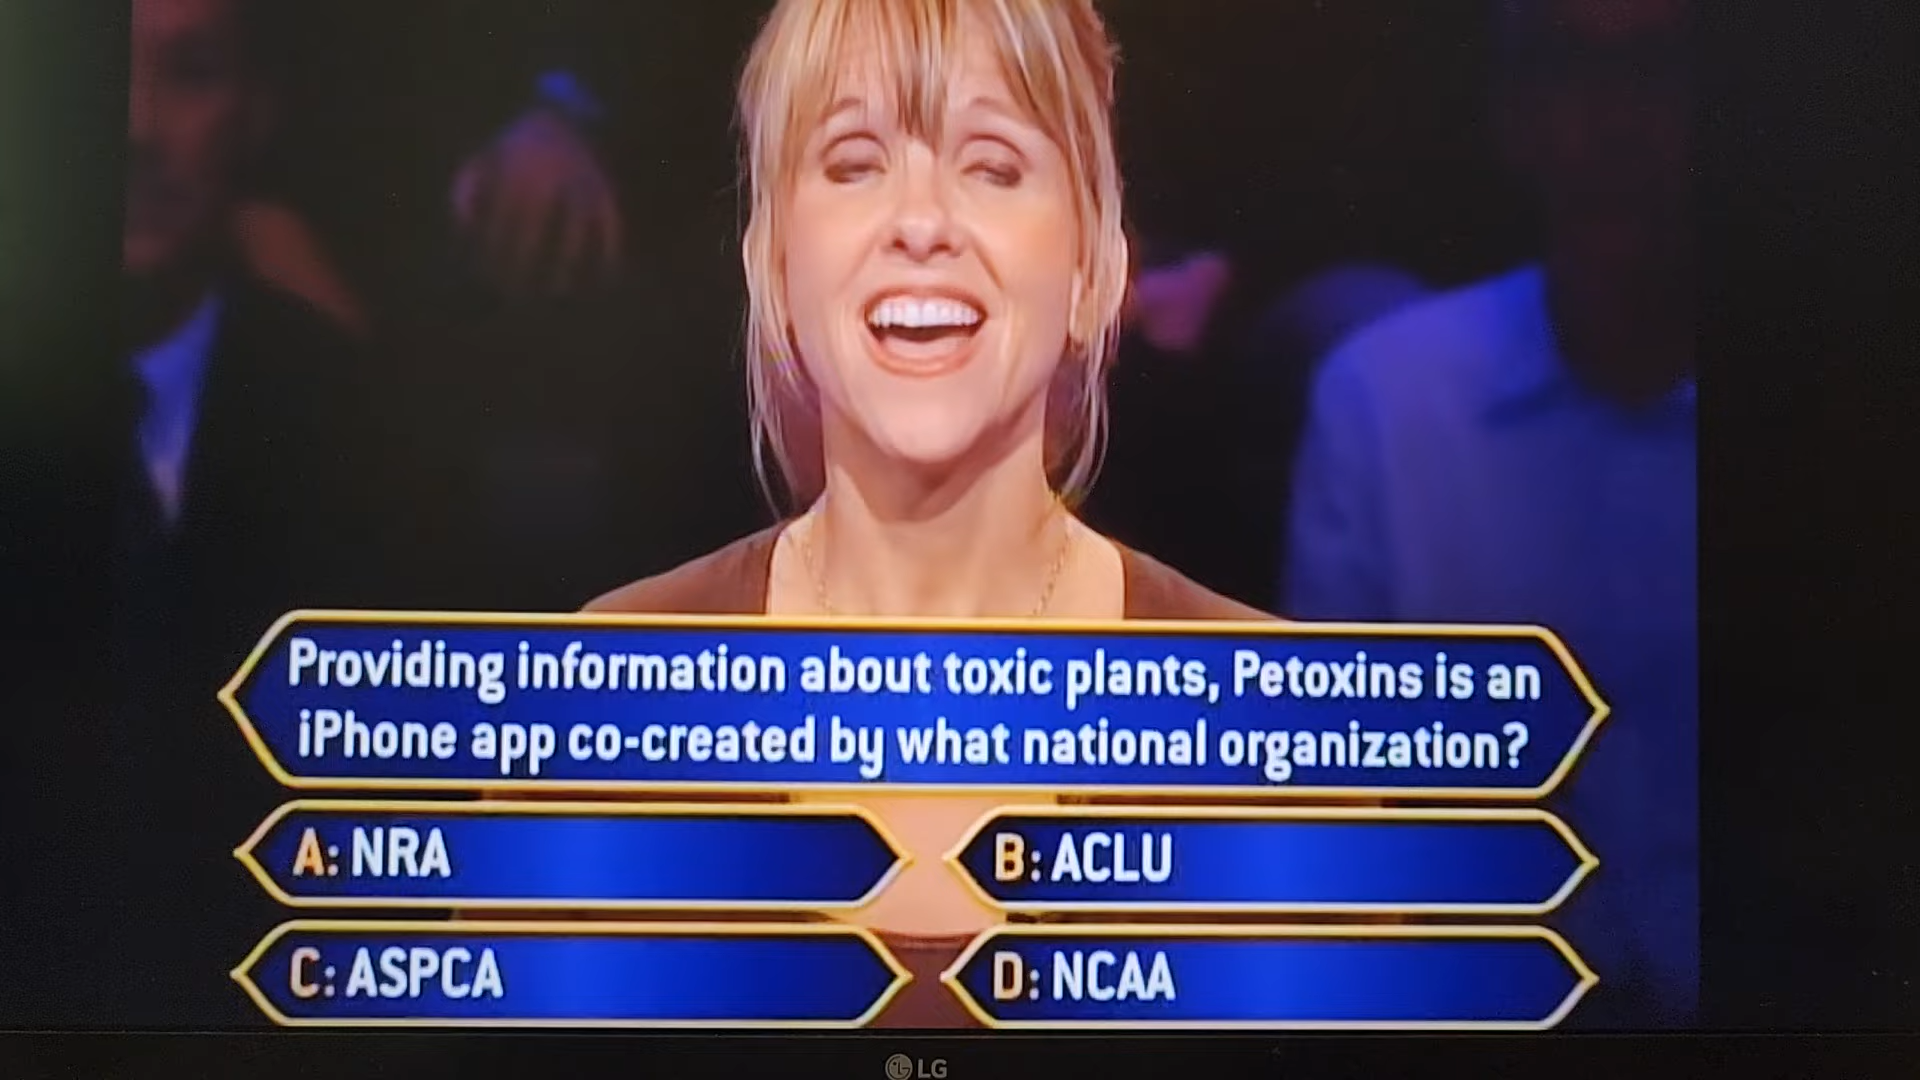 Providing information about toxic plants, Petoxins is an
iPhone app co-created by what national organization?
A: NRA
B: ACLU
C: ASPCA
D: NCAA
LG